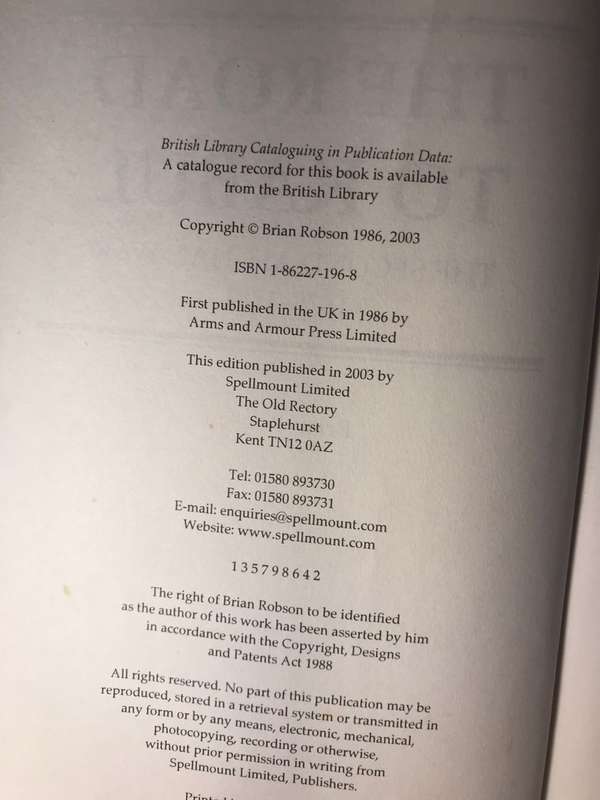 British Library Cataloguing in Publication Data:
A catalogue record for this book is available
from the British Library
Copyright © Brian Robson 1986, 2003
ISBN 1-86227-196-8
First published in the UK in 1986 by
Arms and Armour Press Limited
This edition published in 2003 by
Spellmount Limited
The Old Rectory
Staplehurst
Kent TN12 0AZ
Tel: 01580 893730
Fax: 01580 893731
E-mail: enquiries@spellmount.com
Website: www.spellmount.com
1 3 5 7 9 8 6 4 2
The right of Brian Robson to be identified
as the author of this work has been asserted by him
in accordance with the Copyright, Designs
and Patents Act 1988
All rights reserved. No part of this publication may be
reproduced, stored in a retrieval system or transmitted in
any form or by any means, electronic, mechanical,
photocopying, recording or otherwise,
without prior permission in writing from
Spellmount Limited, Publishers.